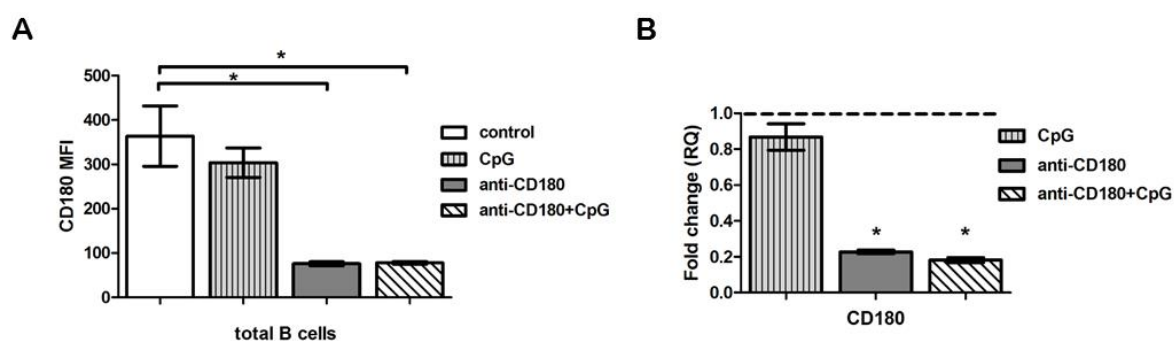 A
*
*
500
400
300
200
100
0
CD180 MFI
total B cells
control
CpG
anti-CD180
anti-CD180+CpG
B
1.0
0.8
0.6
0.4
0.2
0.0
Fold change (RQ)
* *
CD180
CpG
anti-CD180
anti-CD180+CpG